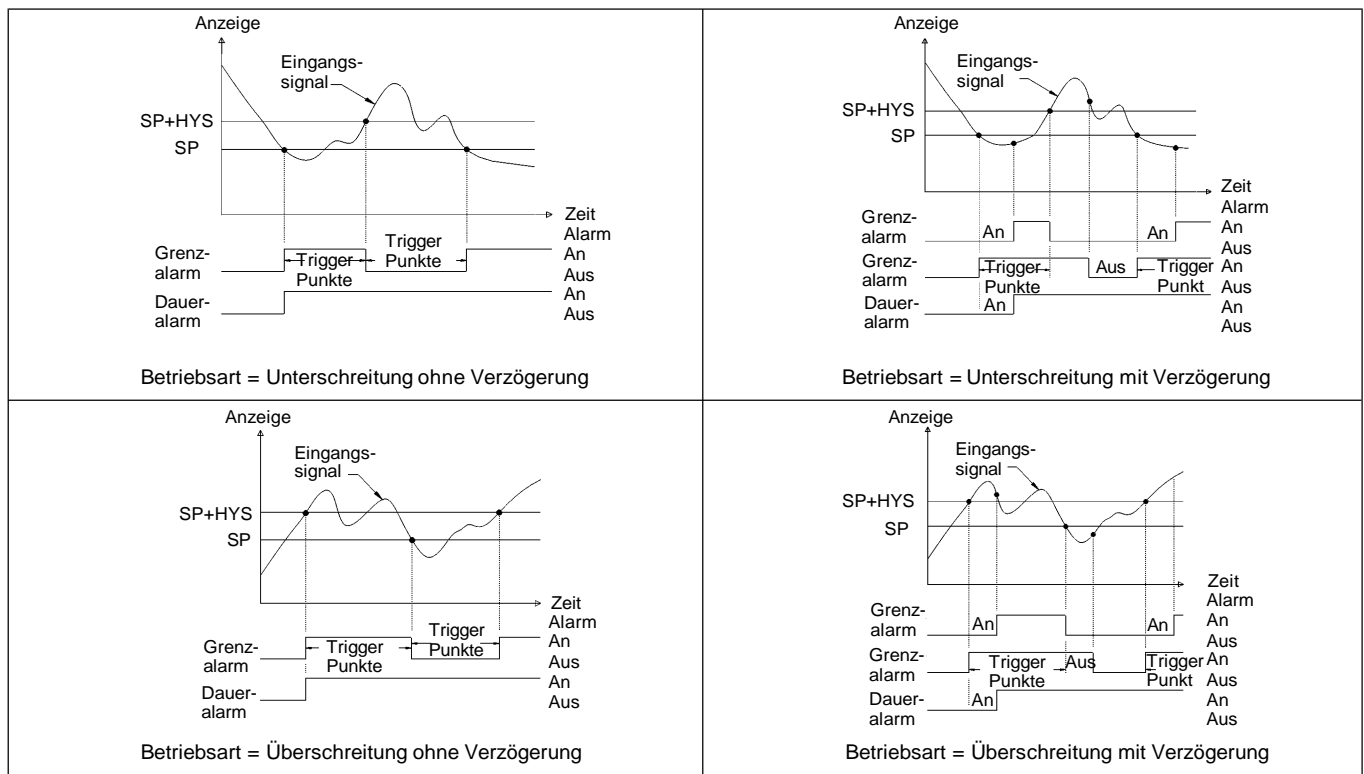 Anzeige
Eingangs-
signal
SP+HYS
SP
Zeit
Alarm
Grenz-
alarm
Trigger
Punkte
Trigger
Punkte
An
Aus
Dauer-
alarm
An
Aus
Betriebsart = Unterschreitung ohne Verzögerung
Anzeige
Eingangs-
signal
SP+HYS
SP
Zeit
Alarm
Grenz-
alarm
An
An
An
Aus
Grenz-
alarm
Trigger
Punkte
Aus
Trigger
Punkt
An
Aus
Dauer-
alarm
An
An
Aus
Betriebsart = Unterschreitung mit Verzögerung
Anzeige
Eingangs-
signal
SP+HYS
SP
Zeit
Alarm
Grenz-
alarm
Trigger
Punkte
Trigger
Punkte
An
Aus
Dauer-
alarm
An
Aus
Betriebsart = Überschreitung ohne Verzögerung
Anzeige
Eingangs-
signal
SP+HYS
SP
Zeit
Alarm
Grenz-
alarm
An
An
An
Aus
Grenz-
alarm
Trigger
Punkte
Aus
Trigger
Punkt
An
Aus
Dauer-
alarm
An
An
Aus
Betriebsart = Überschreitung mit Verzögerung